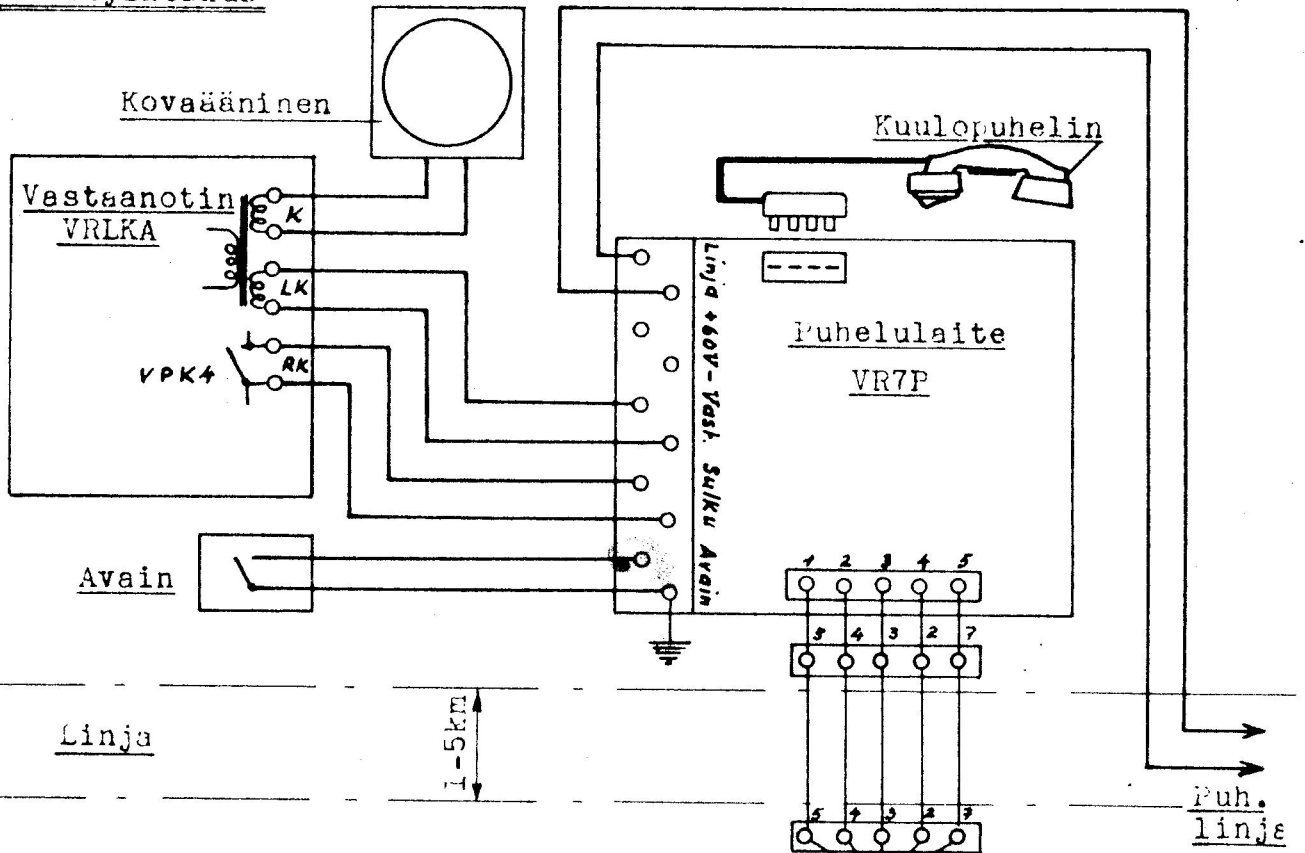 Kovaääninen
Kuulopuhelin
Vastaanotin
VRLKA
K
LK
RK
VPK4
Linja +60V- Vast. Sulku Avain
Puhelulaite
VR7P
Avain
1 2 3 4 5
5 4 3 2 7
Linja
1-5km
5 4 3 2 7
Puh.
linja